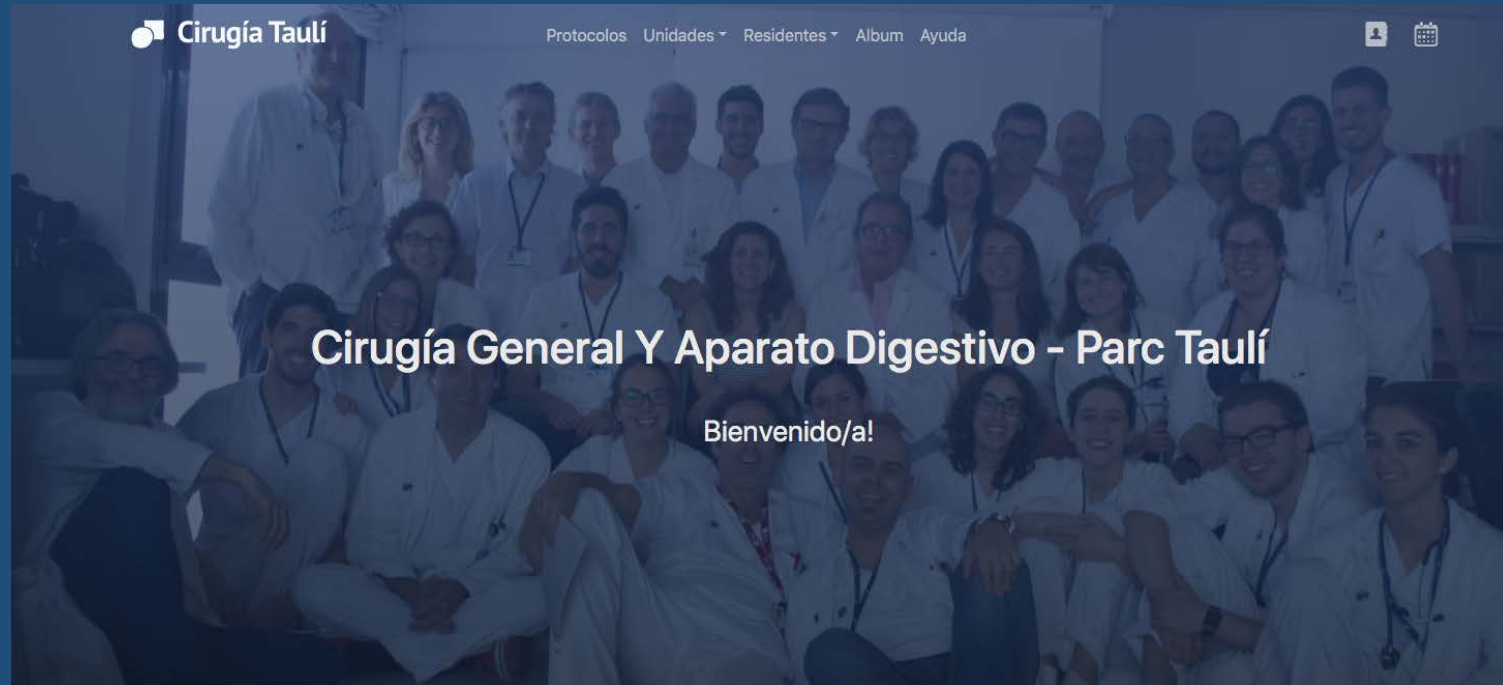 Cirugía Taulí
Protocolos Unidades Residentes Album Ayuda
Cirugía General Y Aparato Digestivo - Parc Taulí
Bienvenido/a!